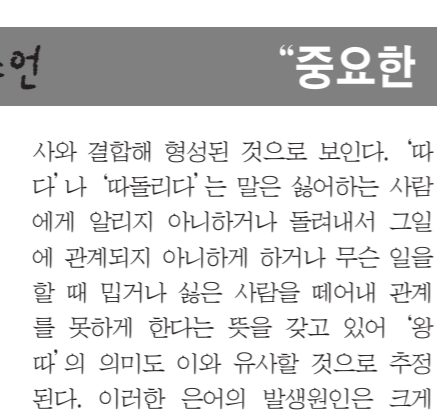 언 “중요한
사와 결합해 형성된 것으로 보인다. ‘따
다’나 ‘따돌리다’는 말은 싫어하는 사람
에게 알리지 아니하거나 돌려내서 그일
에 관계되지 아니하게 하거나 무슨 일을
할 때 밉거나 싫은 사람을 떼어내 관계
를 못하게 한다는 뜻을 갖고 있어 ‘왕
따’의 의미도 이와 유사할 것으로 추정
된다. 이러한 은어의 발생원인은 크게